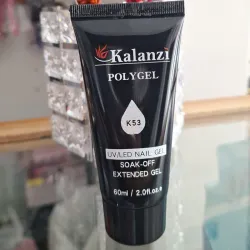 Kalanzi
POLYGEL
K53
UV/LED NAIL GEL
SOAK-OFF
EXTENDED GEL
60ml / 2.0fl.oz.e